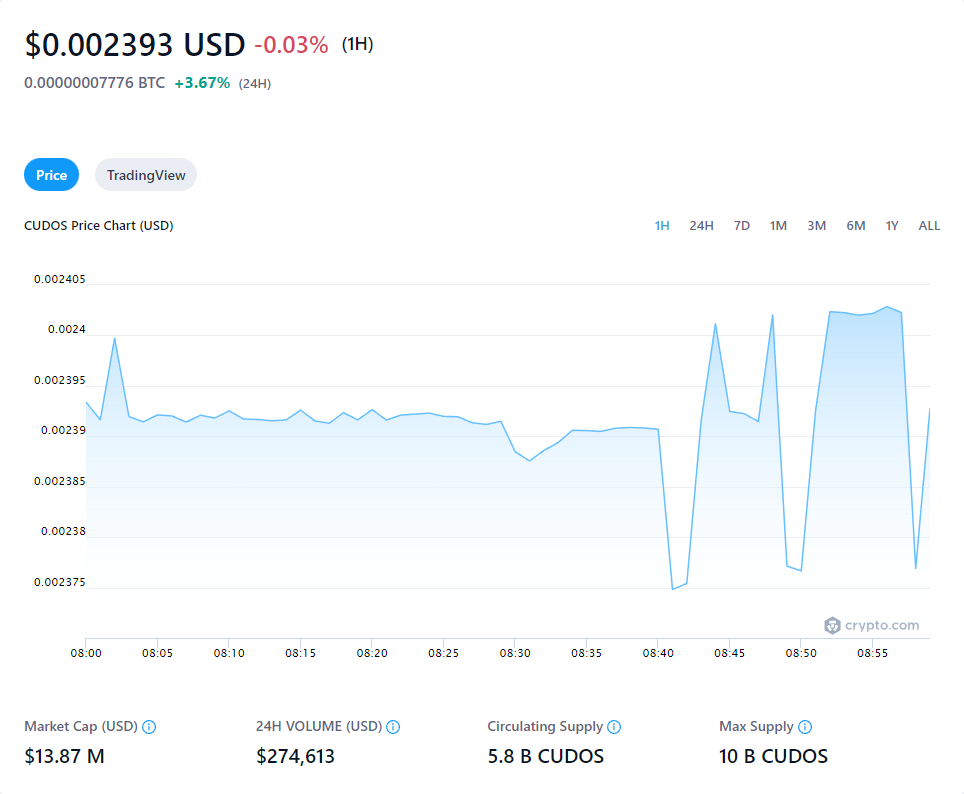 $0.002393 USD -0.03% (1H)
0.00000007776 BTC +3.67% (24H)
Price TradingView
CUDOS Price Chart (USD) 1H 24H 7D 1M 3M 6M 1Y ALL
0.002405
0.0024
0.002395
0.00239
0.002385
0.00238
0.002375
crypto.com
08:00 08:05 08:10 08:15 08:20 08:25 08:30 08:35 08:40 08:45 08:50 08:55
Market Cap (USD) 24H VOLUME (USD) Circulating Supply Max Supply
$13.87 M $274,613 5.8 B CUDOS 10 B CUDOS